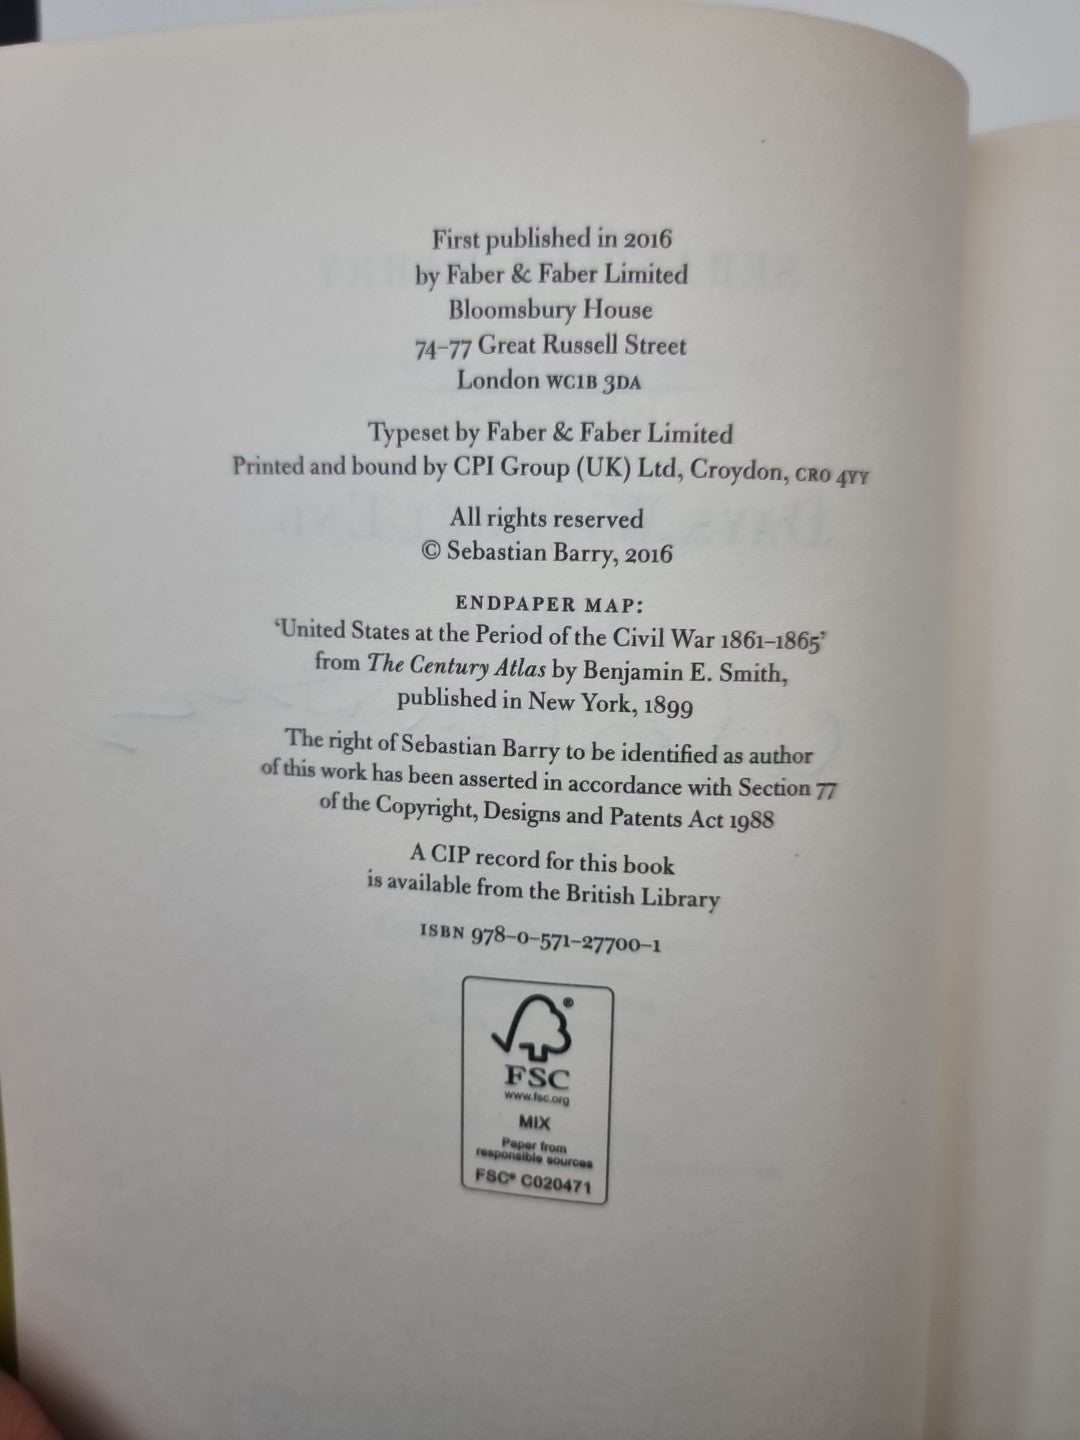 First published in 2016
by Faber & Faber Limited
Bloomsbury House
74–77 Great Russell Street
London WC1B 3DA
Typeset by Faber & Faber Limited
Printed and bound by CPI Group (UK) Ltd, Croydon, CR0 4YY
All rights reserved
© Sebastian Barry, 2016
ENDPAPER MAP:
‘United States at the Period of the Civil War 1861–1865’
from The Century Atlas by Benjamin E. Smith,
published in New York, 1899
The right of Sebastian Barry to be identified as author
of this work has been asserted in accordance with Section 77
of the Copyright, Designs and Patents Act 1988
A CIP record for this book
is available from the British Library
ISBN 978–0–571–27700–1
®
FSC
www.fsc.org
MIX
Paper from
responsible sources
FSC® C020471